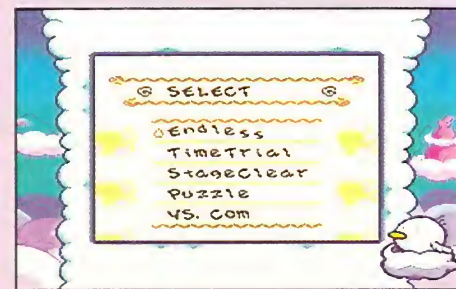 SELECT
Endless
TimeTrial
StageClear
Puzzle
VS. Com